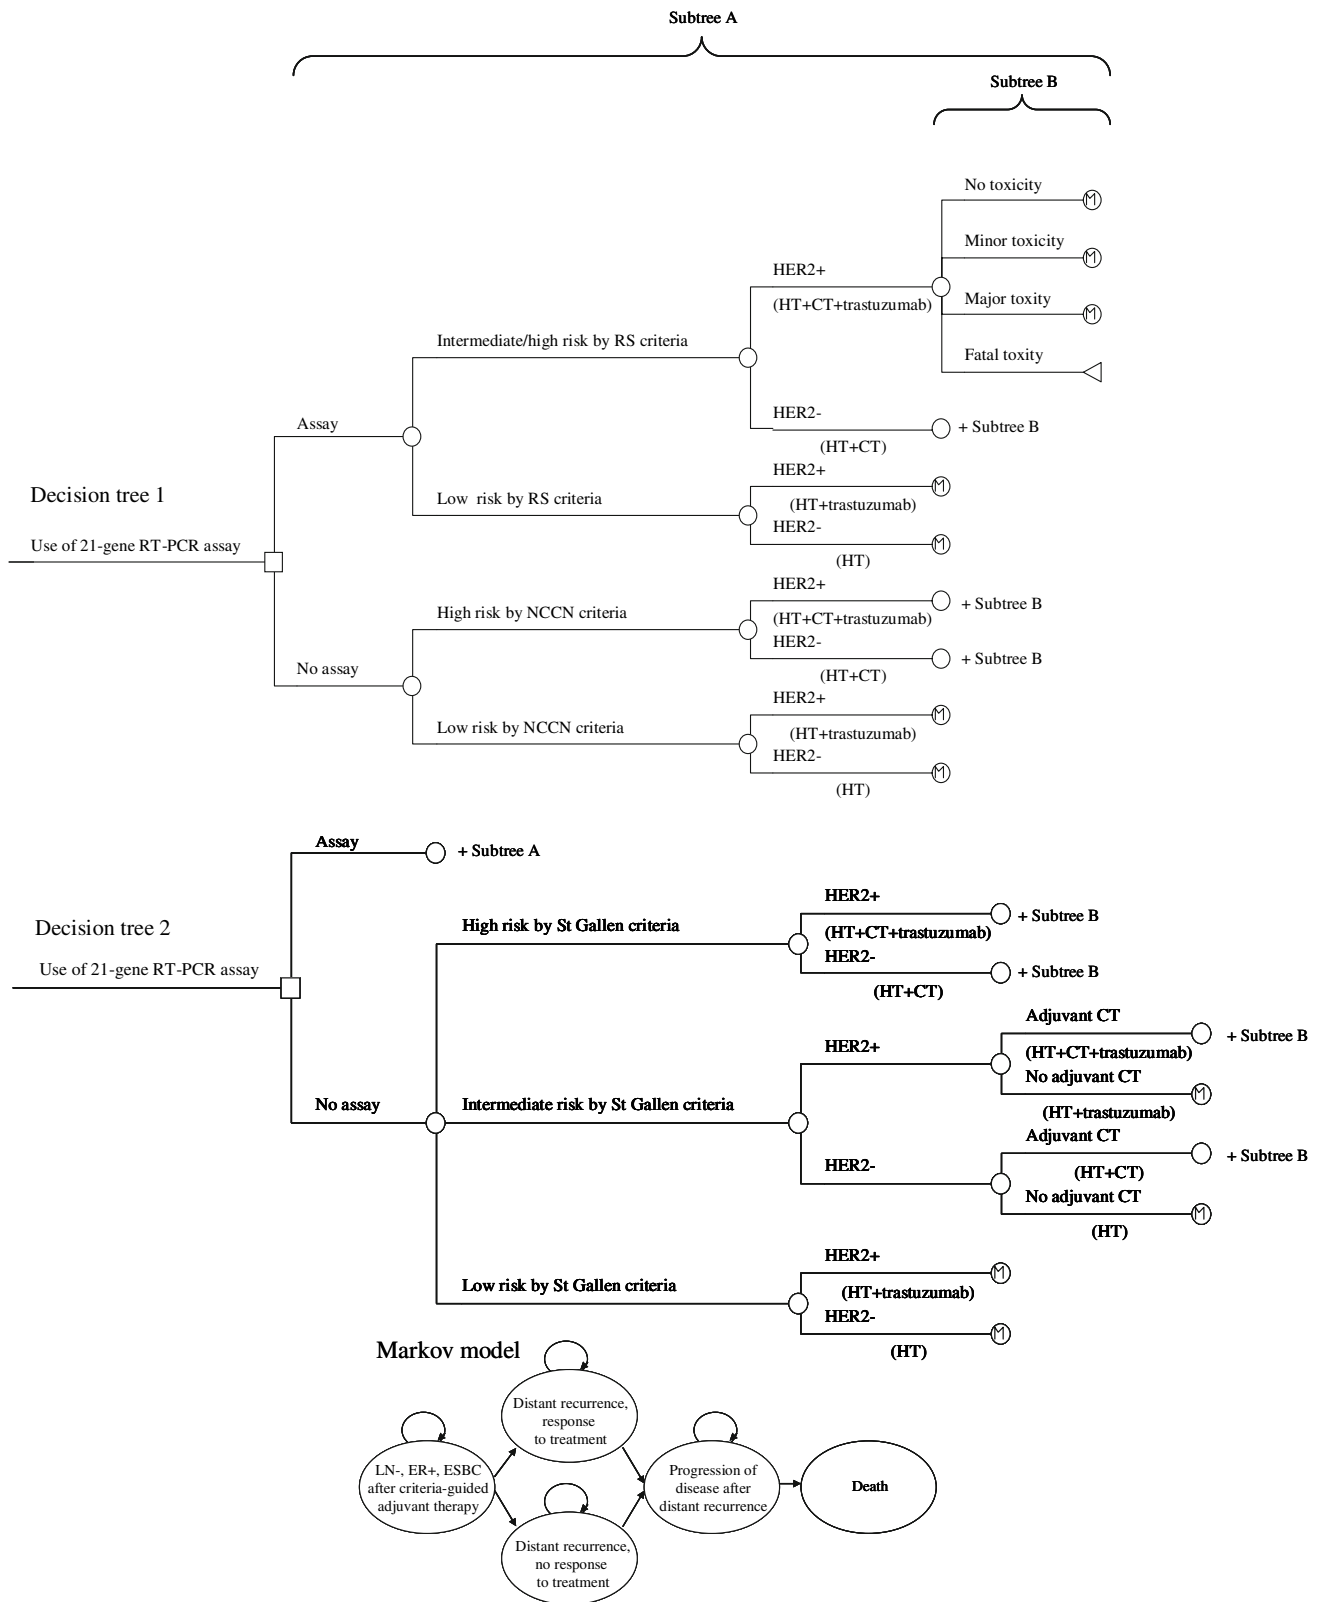 Subtree A
Subtree B
No toxicity
M
Minor toxicity
M
HER2+
(HT+CT+trastuzumab)
Major toxity
M
Intermediate/high risk by RS criteria
Fatal toxity
HER2-
+ Subtree B
(HT+CT)
Assay
HER2+
M
Decision tree 1
Low risk by RS criteria
(HT+trastuzumab)
HER2-
M
(HT)
Use of 21-gene RT-PCR assay
HER2+
+ Subtree B
High risk by NCCN criteria
(HT+CT+trastuzumab)
HER2-
+ Subtree B
(HT+CT)
No assay
HER2+
M
Low risk by NCCN criteria
(HT+trastuzumab)
HER2-
M
(HT)
Assay
+ Subtree A
HER2+
+ Subtree B
Decision tree 2
High risk by St Gallen criteria
(HT+CT+trastuzumab)
HER2-
+ Subtree B
(HT+CT)
Use of 21-gene RT-PCR assay
Adjuvant CT
+ Subtree B
HER2+
(HT+CT+trastuzumab)
No adjuvant CT
M
(HT+trastuzumab)
No assay
Intermediate risk by St Gallen criteria
Adjuvant CT
+ Subtree B
HER2-
(HT+CT)
No adjuvant CT
M
(HT)
HER2+
M
Low risk by St Gallen criteria
(HT+trastuzumab)
HER2-
M
(HT)
Markov model
Distant recurrence,
response
to treatment
LN-, ER+, ESBC
after criteria-guided
adjuvant therapy
Progression of
disease after
distant recurrence
Death
Distant recurrence,
no response
to treatment